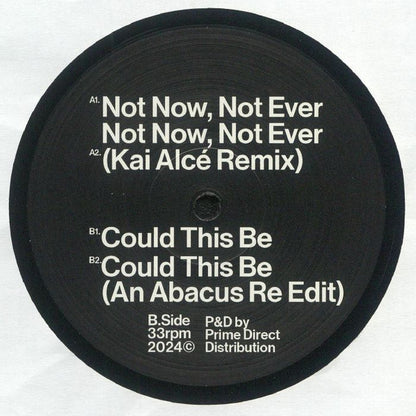 A1. Not Now, Not Ever
Not Now, Not Ever
A2. (Kai Alcé Remix)
B1. Could This Be
B2. Could This Be
(An Abacus Re Edit)
B.Side P&D by
33rpm Prime Direct
2024© Distribution